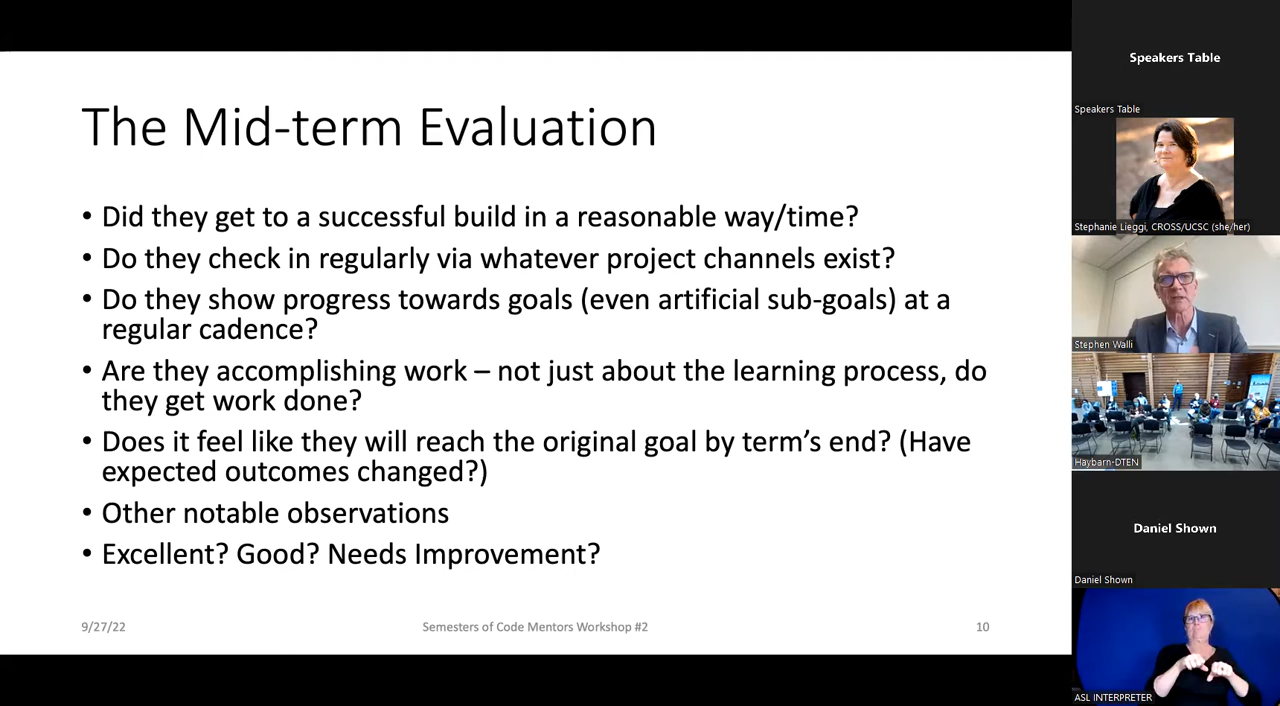 The Mid-term Evaluation
• Did they get to a successful build in a reasonable way/time?
• Do they check in regularly via whatever project channels exist?
• Do they show progress towards goals (even artificial sub-goals) at a
regular cadence?
• Are they accomplishing work – not just about the learning process, do
they get work done?
• Does it feel like they will reach the original goal by term’s end? (Have
expected outcomes changed?)
• Other notable observations
• Excellent? Good? Needs Improvement?
9/27/22
Semesters of Code Mentors Workshop #2
10
Speakers Table
Speakers Table
Stephanie Lieggi, CROSS/UCSC (she/her)
Stephen Walli
Haybarn-DTEN
Daniel Shown
Daniel Shown
ASL INTERPRETER